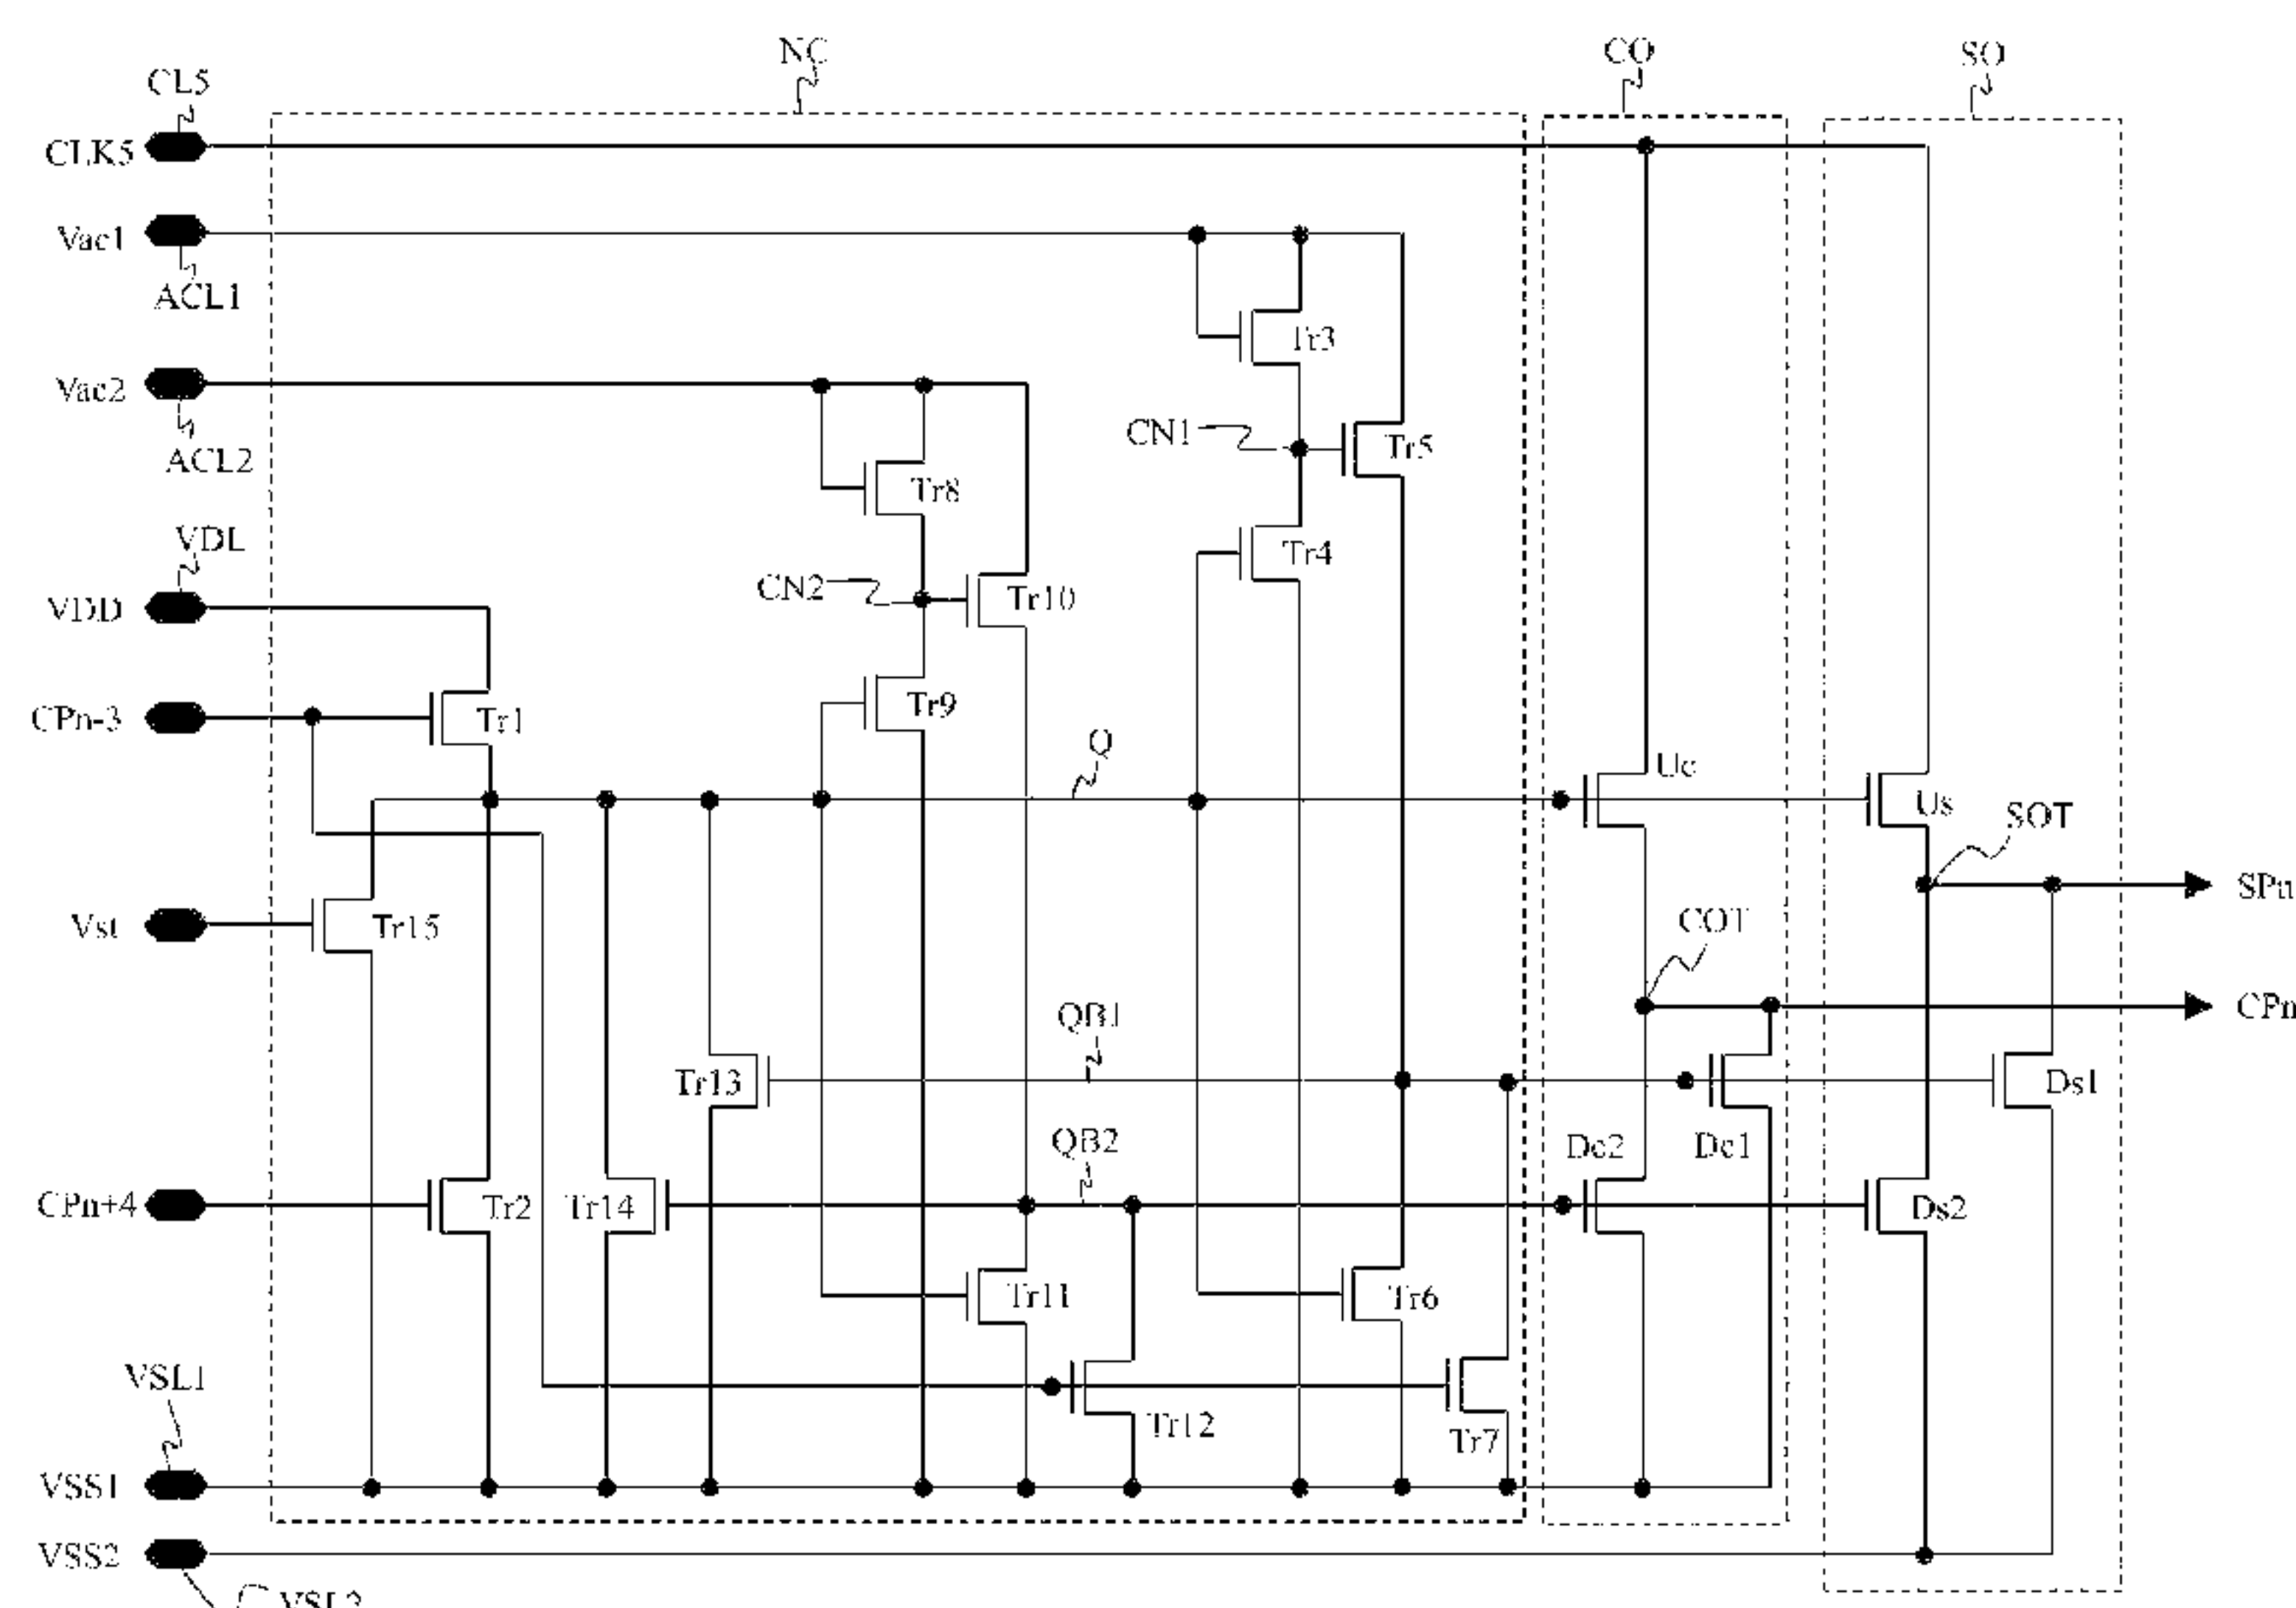 NC
CO
SO
CL5
CLK5
Vac1
ACL1
Tr3
Vac2
CN1
Tr5
ACL2
Tr8
VDL
Tr4
CN2
Tr10
VDD
CPn-3
Tr1
Tr9
Q
Uc
Us
SOT
SPn
Vst
Tr15
COT
CPn
QB1
Tr13
Ds1
QB2
Dc2
Dc1
CPn+4
Tr2
Tr14
Ds2
Tr11
Tr6
VSL1
Tr12
Tr7
VSS1
VSS2
VSL2